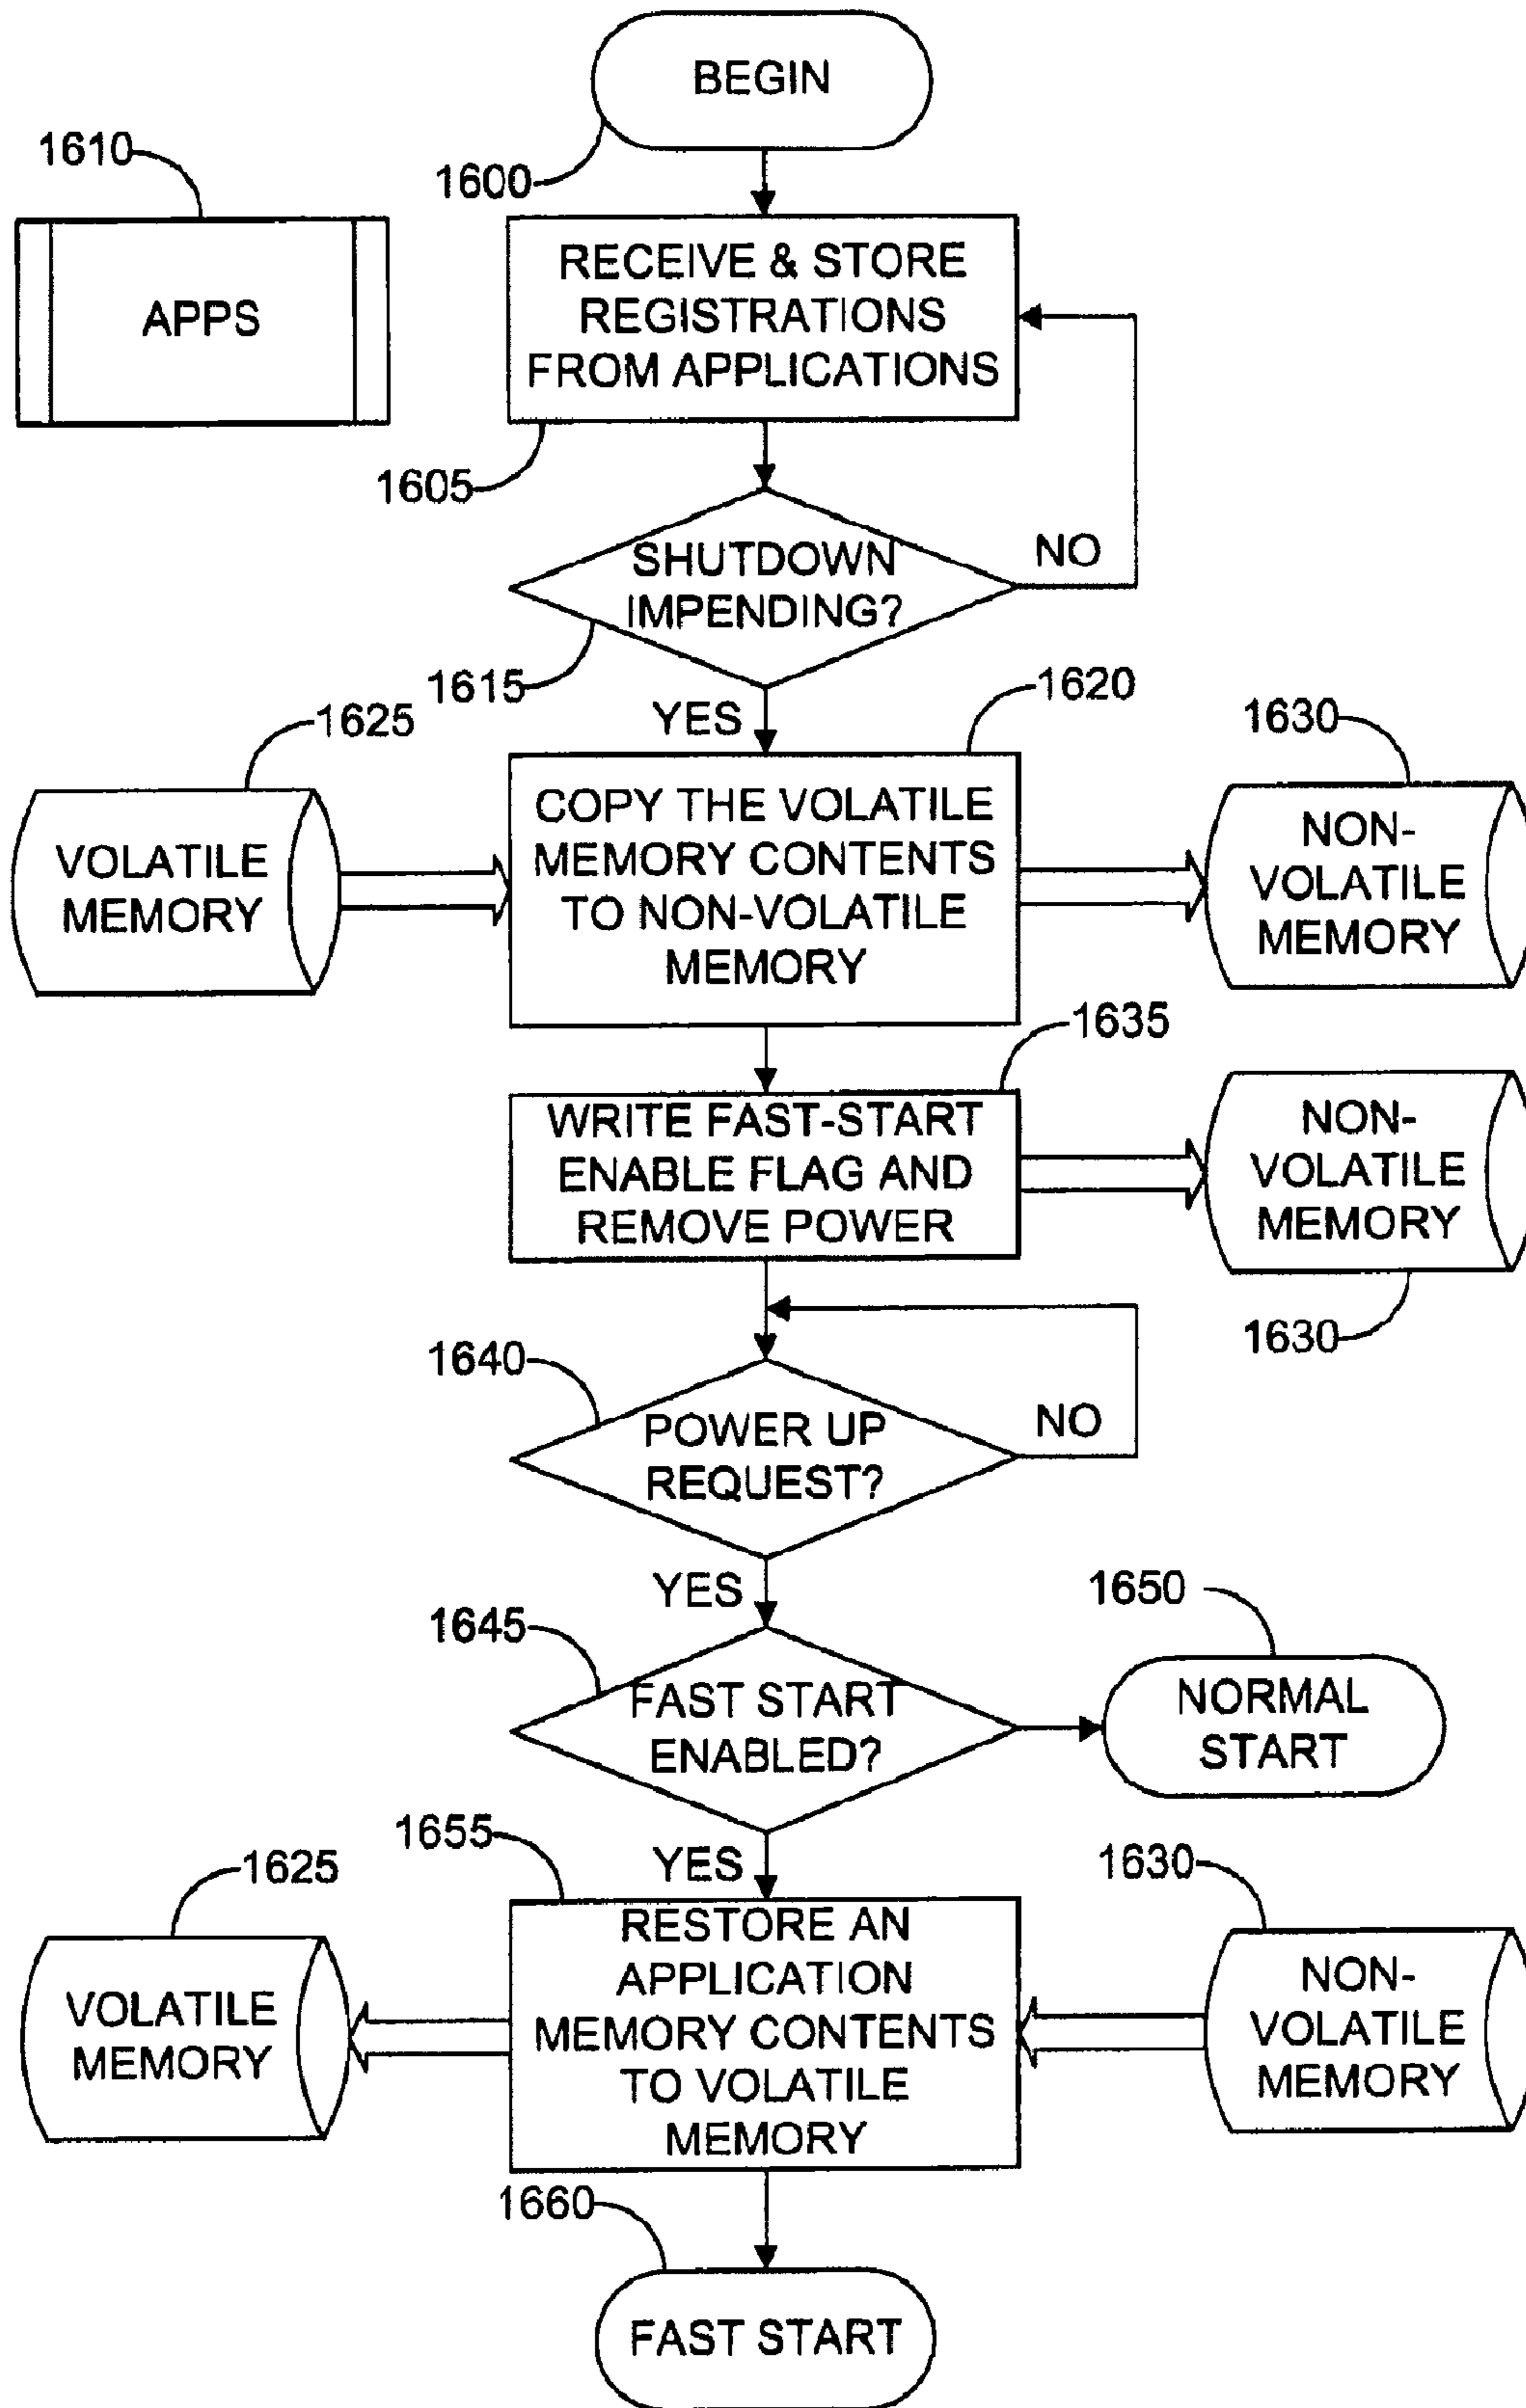 BEGIN
1600
1610
APPS
RECEIVE & STORE
REGISTRATIONS
FROM APPLICATIONS
1605
SHUTDOWN
IMPENDING?
NO
1615
YES
1620
1625
VOLATILE
MEMORY
COPY THE VOLATILE
MEMORY CONTENTS
TO NON-VOLATILE
MEMORY
1630
NON-
VOLATILE
MEMORY
1635
WRITE FAST-START
ENABLE FLAG AND
REMOVE POWER
NON-
VOLATILE
MEMORY
1630
1640
POWER UP
REQUEST?
NO
YES
1645
FAST START
ENABLED?
1650
NORMAL
START
1655
YES
1625
VOLATILE
MEMORY
RESTORE AN
APPLICATION
MEMORY CONTENTS
TO VOLATILE
MEMORY
1630
NON-
VOLATILE
MEMORY
1660
FAST START